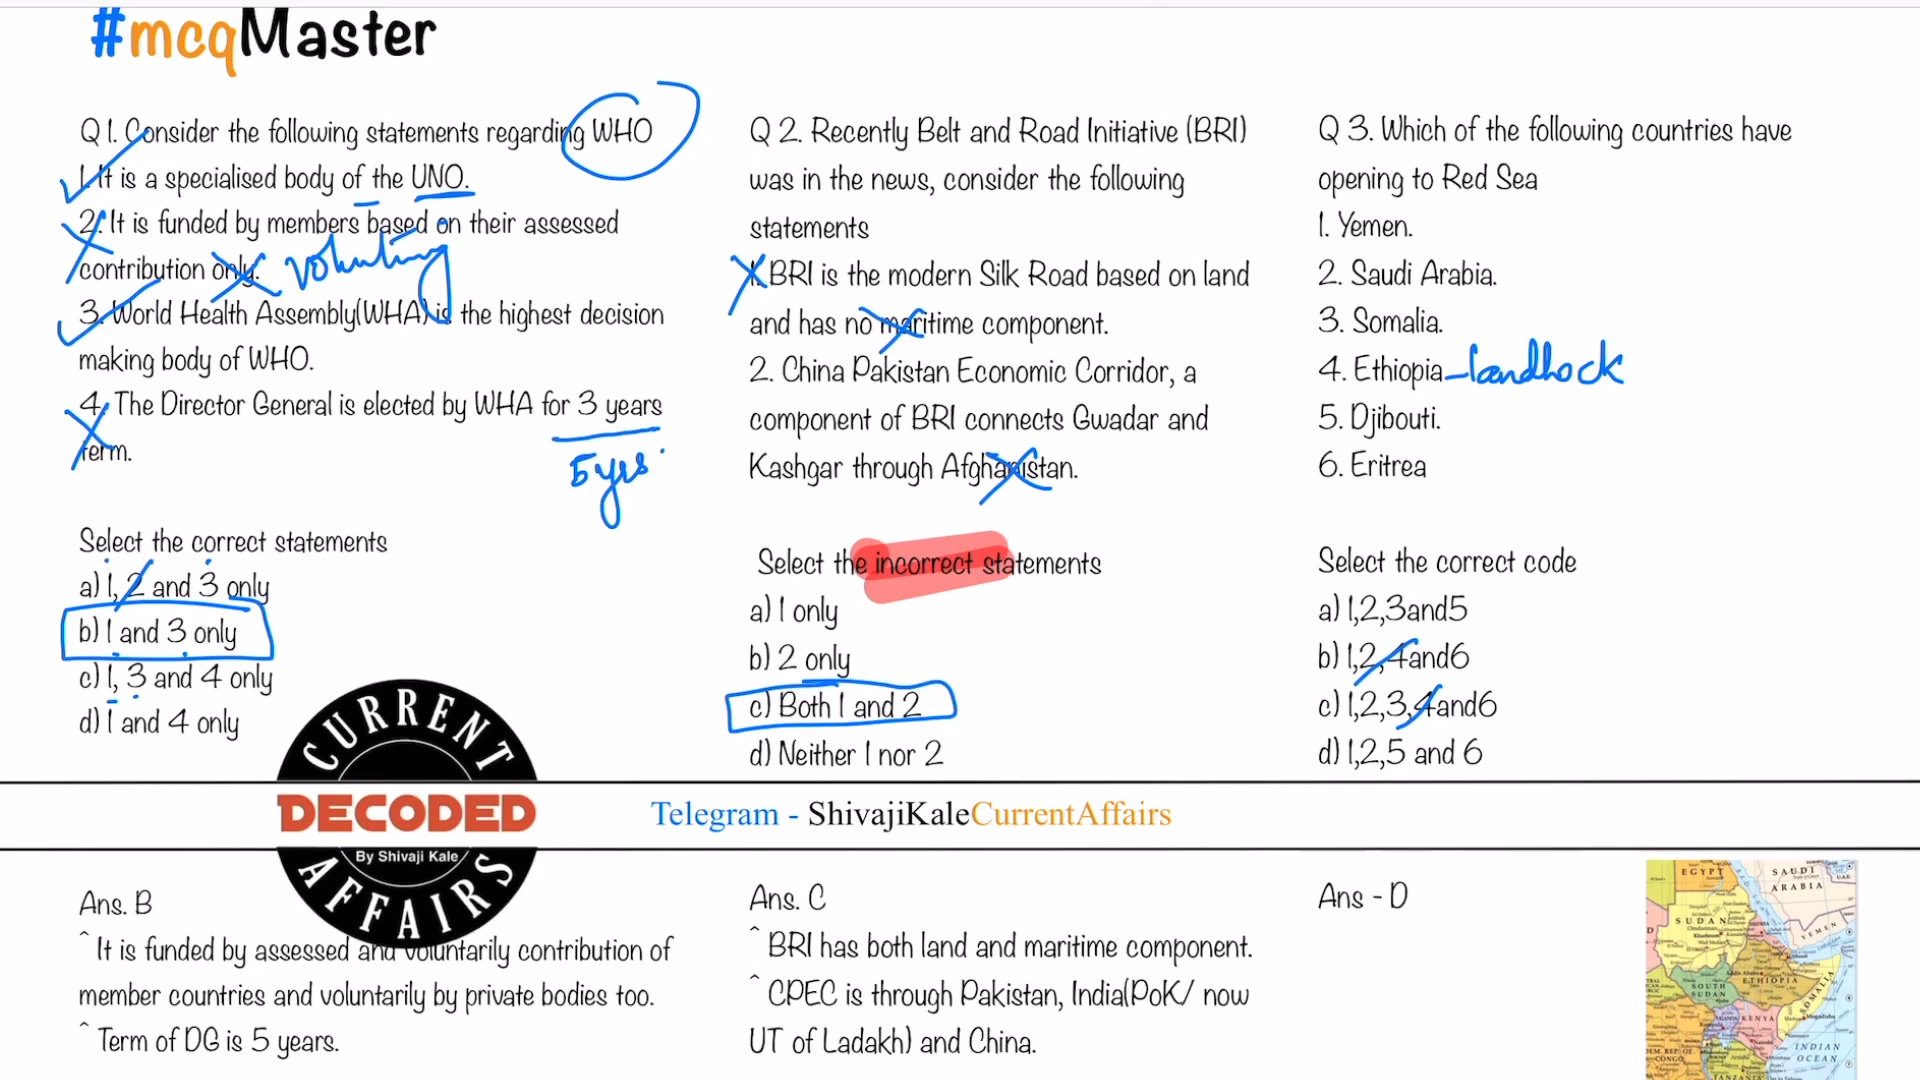 #mcqMaster
Q 1. Consider the following statements regarding WHO
1. It is a specialised body of the UNO.
2. It is funded by members based on their assessed
contribution only.
voluntiny
3. World Health Assembly(WHA) is the highest decision
making body of WHO.
4. The Director General is elected by WHA for 3 years
term.
5 yrs.
Select the correct statements
a) 1, 2 and 3 only
b) 1 and 3 only
c) 1, 3 and 4 only
d) 1 and 4 only
Q 2. Recently Belt and Road Initiative (BRI)
was in the news, consider the following
statements
1. BRI is the modern Silk Road based on land
and has no maritime component.
2. China Pakistan Economic Corridor, a
component of BRI connects Gwadar and
Kashgar through Afghanistan.
Select the incorrect statements
a) 1 only
b) 2 only
c) Both 1 and 2
d) Neither 1 nor 2
Q 3. Which of the following countries have
opening to Red Sea
1. Yemen.
2. Saudi Arabia.
3. Somalia.
4. Ethiopia – landlock
5. Djibouti.
6. Eritrea
Select the correct code
a) 1,2,3and5
b) 1,2,4and6
c) 1,2,3,4and6
d) 1,2,5 and 6
CURRENT
DECODED
By Shivaji Kale
AFFAIRS
Telegram - ShivajiKaleCurrentAffairs
Ans. B
^ It is funded by assessed and voluntarily contribution of
member countries and voluntarily by private bodies too.
^ Term of DG is 5 years.
Ans. C
^ BRI has both land and maritime component.
^ CPEC is through Pakistan, India(PoK/ now
UT of Ladakh) and China.
Ans - D
EGYPT
SAUDI
ARABIA
SUDAN
YEMEN
SOUTH
SUDAN
ETHIOPIA
SOMALIA
KENYA
INDIAN
OCEAN
DEM. REP. OF
CONGO
TANZANIA